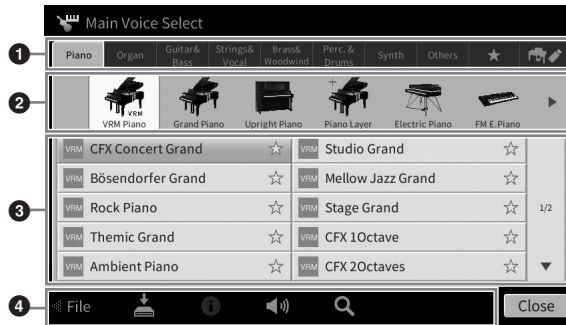 Main Voice Select
1
Piano
Organ
Guitar&
Bass
Strings&
Vocal
Brass&
Woodwind
Perc. &
Drums
Synth
Others
2
VRM
VRM Piano
Grand Piano
Upright Piano
Piano Layer
Electric Piano
FM E.Piano
3
VRM CFX Concert Grand
VRM Studio Grand
VRM Bösendorfer Grand
VRM Mellow Jazz Grand
VRM Rock Piano
VRM Stage Grand
1/2
VRM Themic Grand
VRM CFX 1Octave
VRM Ambient Piano
VRM CFX 2Octaves
4
File
Close